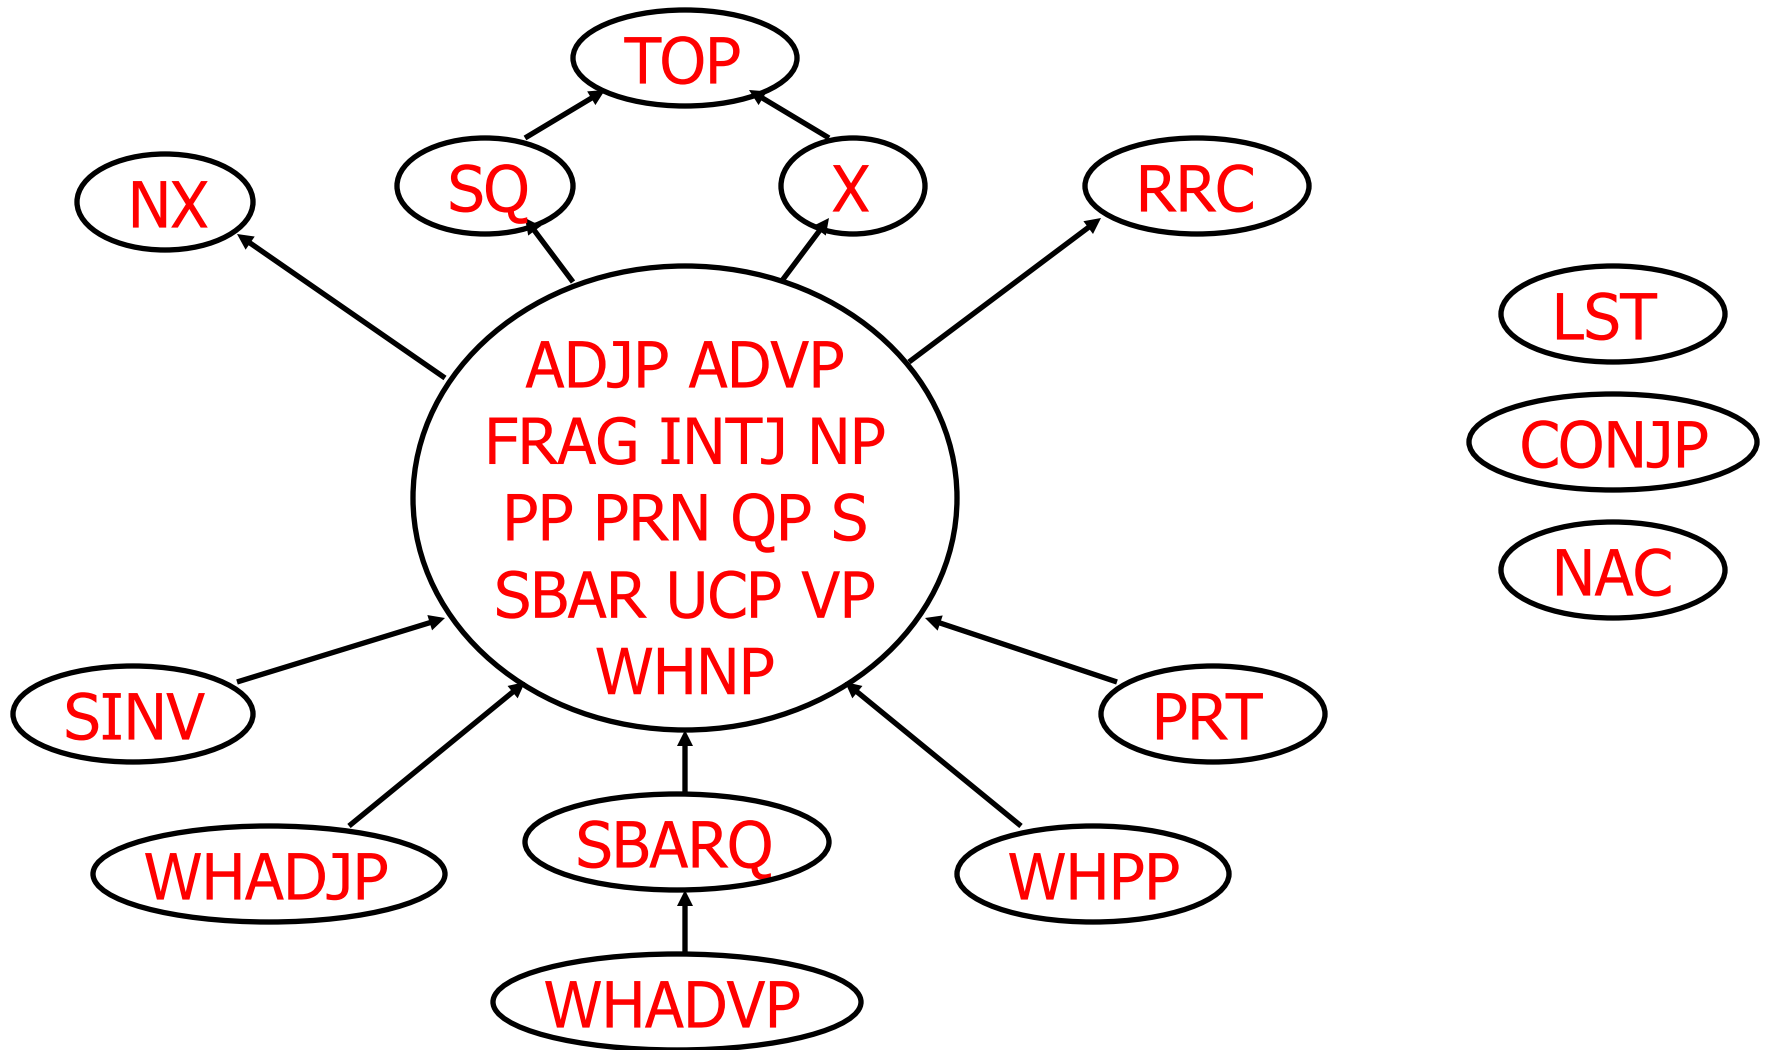 TOP
NX
SQ
X
RRC
ADJP ADVP
FRAG INTJ NP
PP PRN QP S
SBAR UCP VP
WHNP
LST
CONJP
NAC
SINV
PRT
WHADJP
SBARQ
WHPP
WHADVP